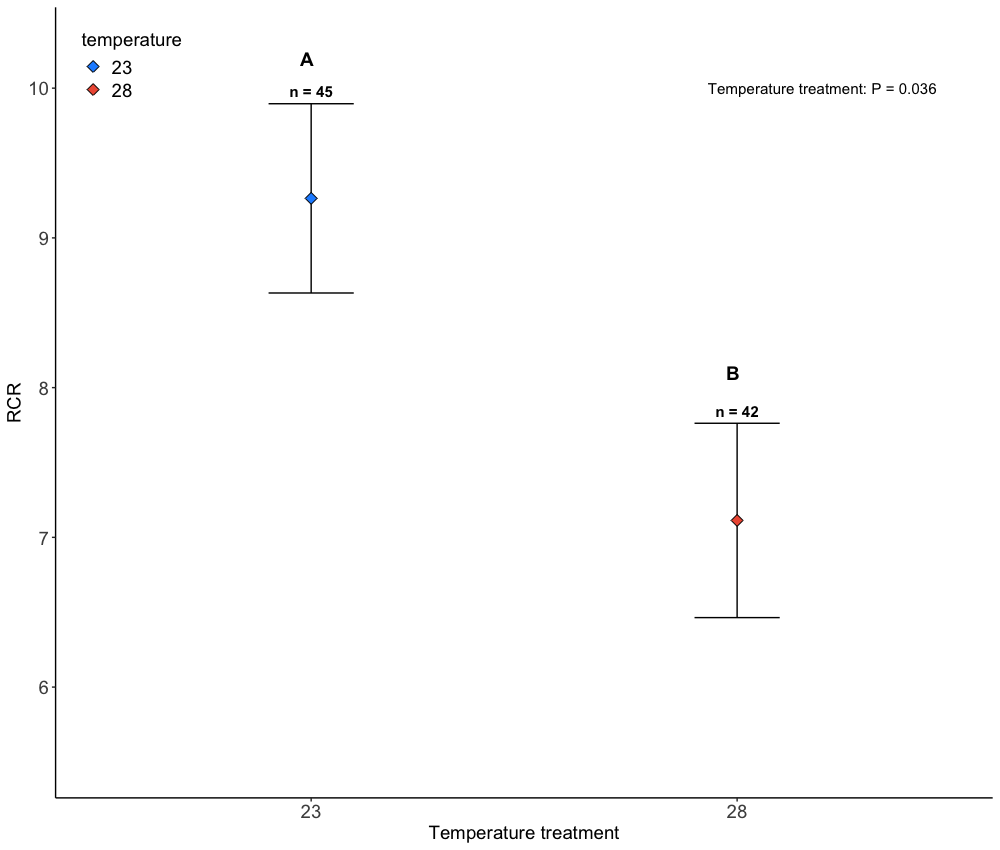 temperature
23
28
A
n = 45
Temperature treatment: P = 0.036
B
n = 42
RCR
10
9
8
7
6
23
28
Temperature treatment